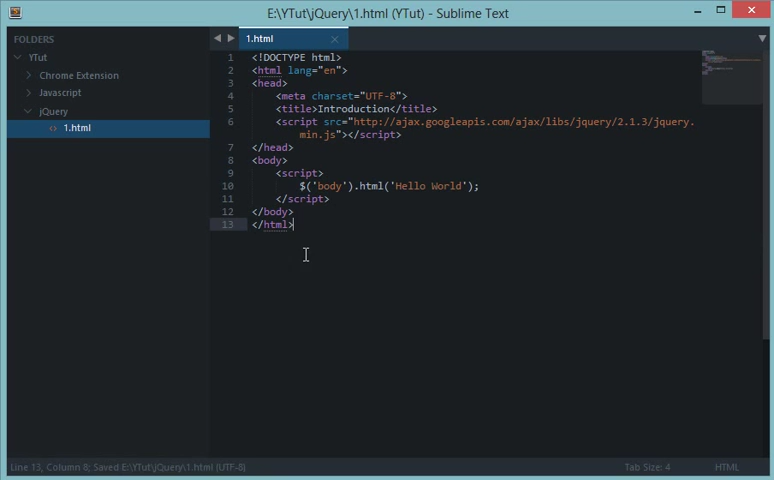 E:\YTut\jQuery\1.html (YTut) - Sublime Text
FOLDERS
YTut
Chrome Extension
Javascript
jQuery
<> 1.html
1.html
1 <!DOCTYPE html>
2 <html lang="en">
3 <head>
4 <meta charset="UTF-8">
5 <title>Introduction</title>
6 <script src="http://ajax.googleapis.com/ajax/libs/jquery/2.1.3/jquery.
min.js"></script>
7 </head>
8 <body>
9 <script>
10 $('body').html('Hello World');
11 </script>
12 </body>
13 </html>
Line 13, Column 8; Saved E:\YTut\jQuery\1.html (UTF-8)
Tab Size: 4
HTML